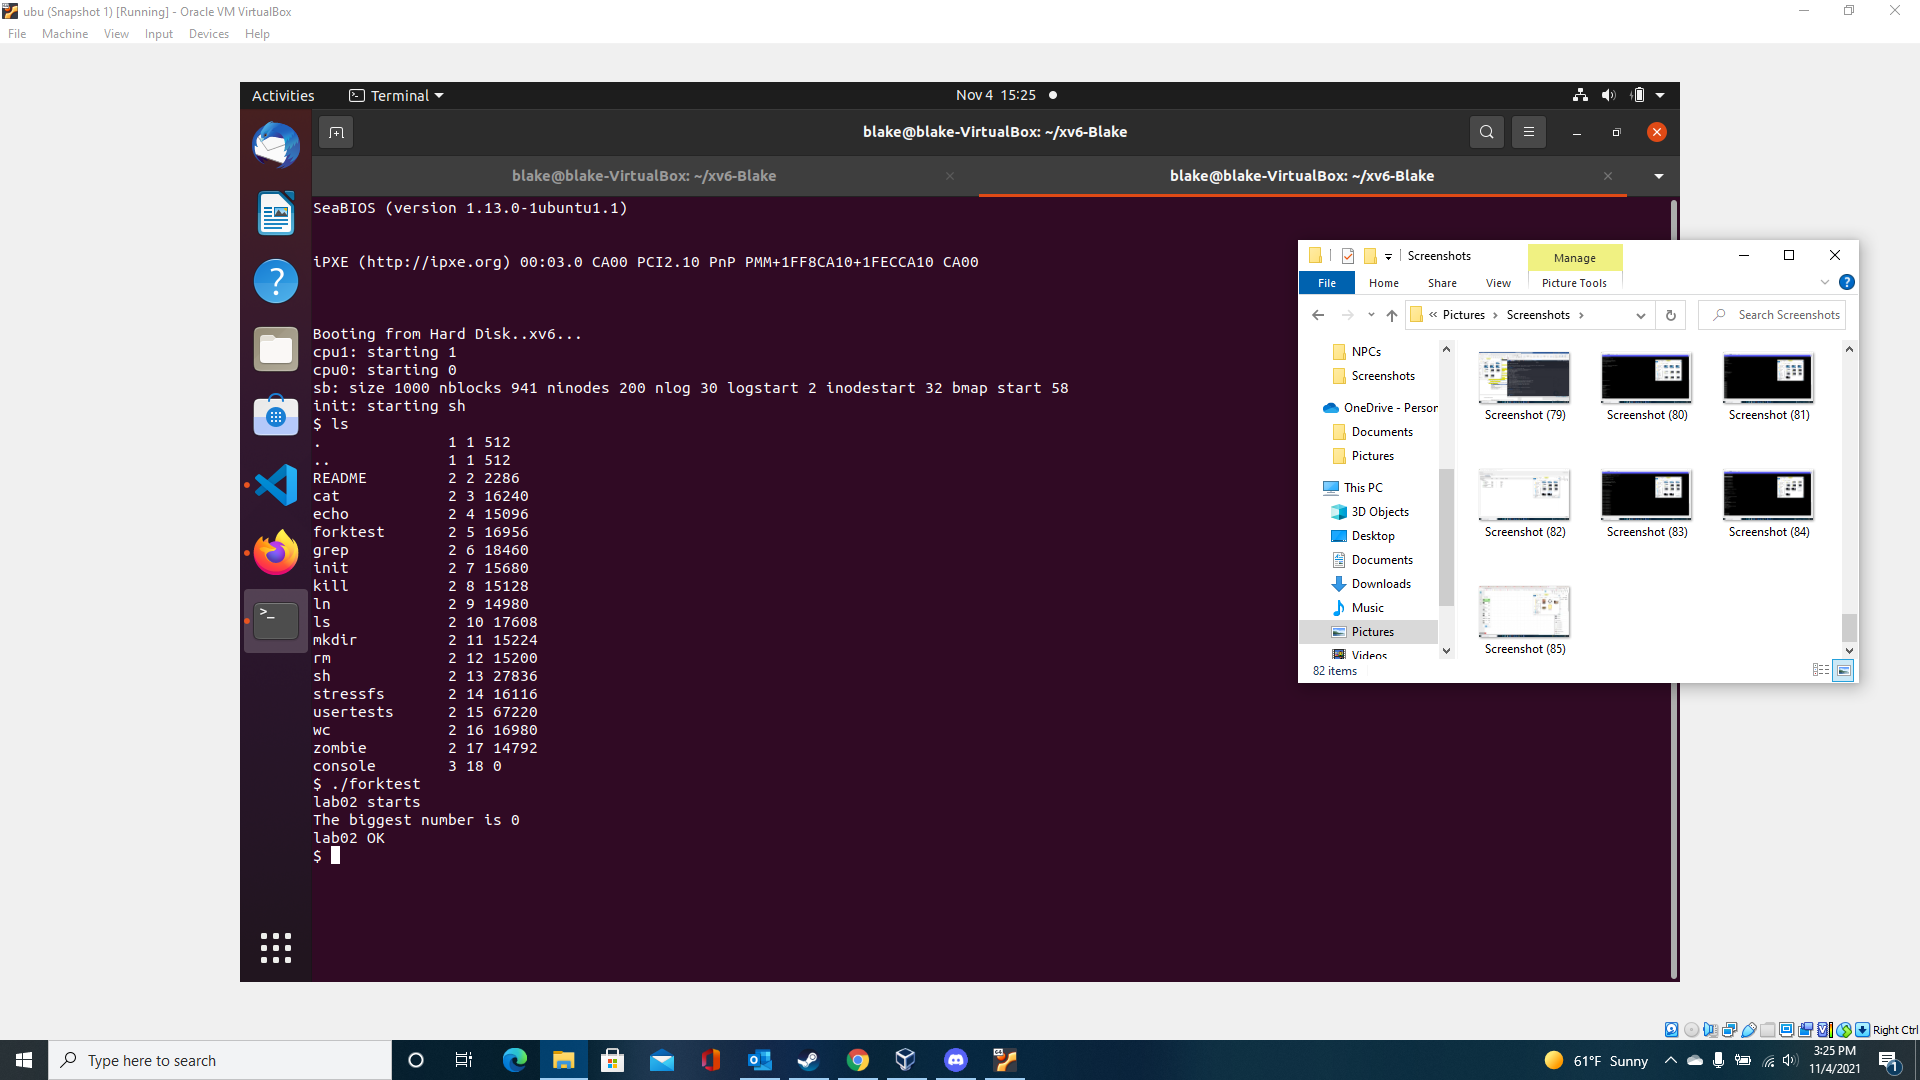 ubu (Snapshot 1) [Running] - Oracle VM VirtualBox
File Machine View Input Devices Help
Activities Terminal Nov 4 15:25
blake@blake-VirtualBox: ~/xv6-Blake
blake@blake-VirtualBox: ~/xv6-Blake
blake@blake-VirtualBox: ~/xv6-Blake
SeaBIOS (version 1.13.0-1ubuntu1.1)
iPXE (http://ipxe.org) 00:03.0 CA00 PCI2.10 PnP PMM+1FF8CA10+1FECCA10 CA00
Booting from Hard Disk..xv6...
cpu1: starting 1
cpu0: starting 0
sb: size 1000 nblocks 941 ninodes 200 nlog 30 logstart 2 inodestart 32 bmap start 58
init: starting sh
$ ls
. 1 1 512
.. 1 1 512
README 2 2 2286
cat 2 3 16240
echo 2 4 15096
forktest 2 5 16956
grep 2 6 18460
init 2 7 15680
kill 2 8 15128
ln 2 9 14980
ls 2 10 17608
mkdir 2 11 15224
rm 2 12 15200
sh 2 13 27836
stressfs 2 14 16116
usertests 2 15 67220
wc 2 16 16980
zombie 2 17 14792
console 3 18 0
$ ./forktest
lab02 starts
The biggest number is 0
lab02 OK
$
Screenshots Manage
File Home Share View Picture Tools
« Pictures › Screenshots › Search Screenshots
NPCs
Screenshots
OneDrive - Person
Documents
Pictures
This PC
3D Objects
Desktop
Documents
Downloads
Music
Pictures
Videos
Screenshot (79) Screenshot (80) Screenshot (81)
Screenshot (82) Screenshot (83) Screenshot (84)
Screenshot (85)
82 items
Right Ctrl
Type here to search
61°F Sunny
3:25 PM
11/4/2021
1